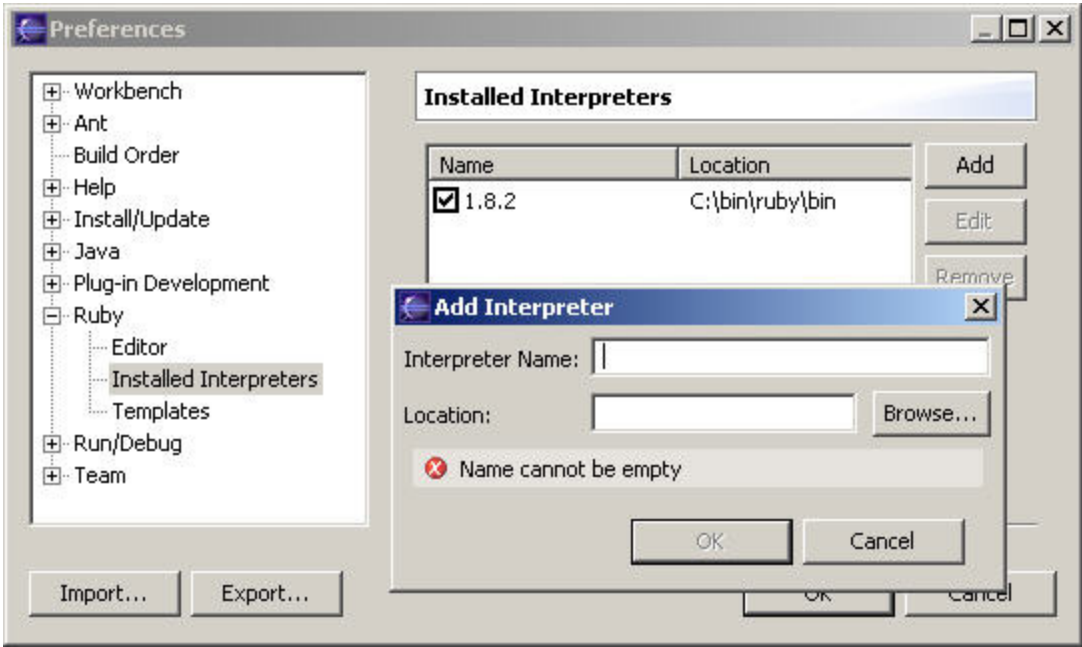 Preferences
Workbench
Ant
Build Order
Help
Install/Update
Java
Plug-in Development
Ruby
Editor
Installed Interpreters
Templates
Run/Debug
Team
Installed Interpreters
Name Location
1.8.2 C:\bin\ruby\bin
Add
Edit
Remove
Add Interpreter
Interpreter Name:
Location:
Browse...
Name cannot be empty
OK Cancel
Import... Export... OK Cancel